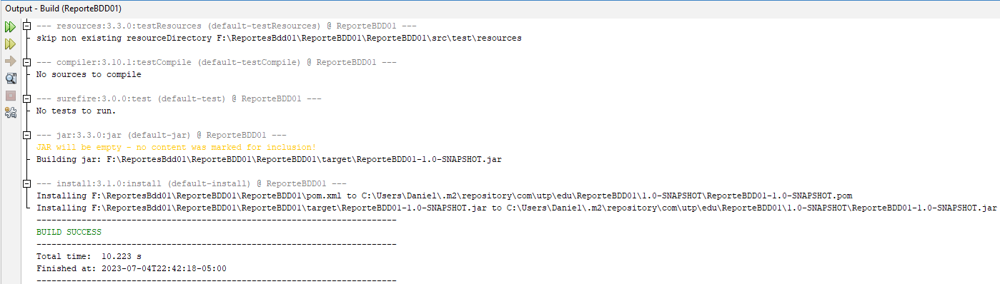 Output - Build (ReporteBDD01)
--- resources:3.3.0:testResources (default-testResources) @ ReporteBDD01 ---
skip non existing resourceDirectory F:\ReportesBdd01\ReporteBDD01\ReporteBDD01\src\test\resources
--- compiler:3.10.1:testCompile (default-testCompile) @ ReporteBDD01 ---
No sources to compile
--- surefire:3.0.0:test (default-test) @ ReporteBDD01 ---
No tests to run.
--- jar:3.3.0:jar (default-jar) @ ReporteBDD01 ---
JAR will be empty - no content was marked for inclusion!
Building jar: F:\ReportesBdd01\ReporteBDD01\ReporteBDD01\target\ReporteBDD01-1.0-SNAPSHOT.jar
--- install:3.1.0:install (default-install) @ ReporteBDD01 ---
Installing F:\ReportesBdd01\ReporteBDD01\ReporteBDD01\pom.xml to C:\Users\Daniel\.m2\repository\com\utp\edu\ReporteBDD01\1.0-SNAPSHOT\ReporteBDD01-1.0-SNAPSHOT.pom
Installing F:\ReportesBdd01\ReporteBDD01\ReporteBDD01\target\ReporteBDD01-1.0-SNAPSHOT.jar to C:\Users\Daniel\.m2\repository\com\utp\edu\ReporteBDD01\1.0-SNAPSHOT\ReporteBDD01-1.0-SNAPSHOT.jar
------------------------------------------------------------------------
BUILD SUCCESS
------------------------------------------------------------------------
Total time:  10.223 s
Finished at: 2023-07-04T22:42:18-05:00
------------------------------------------------------------------------